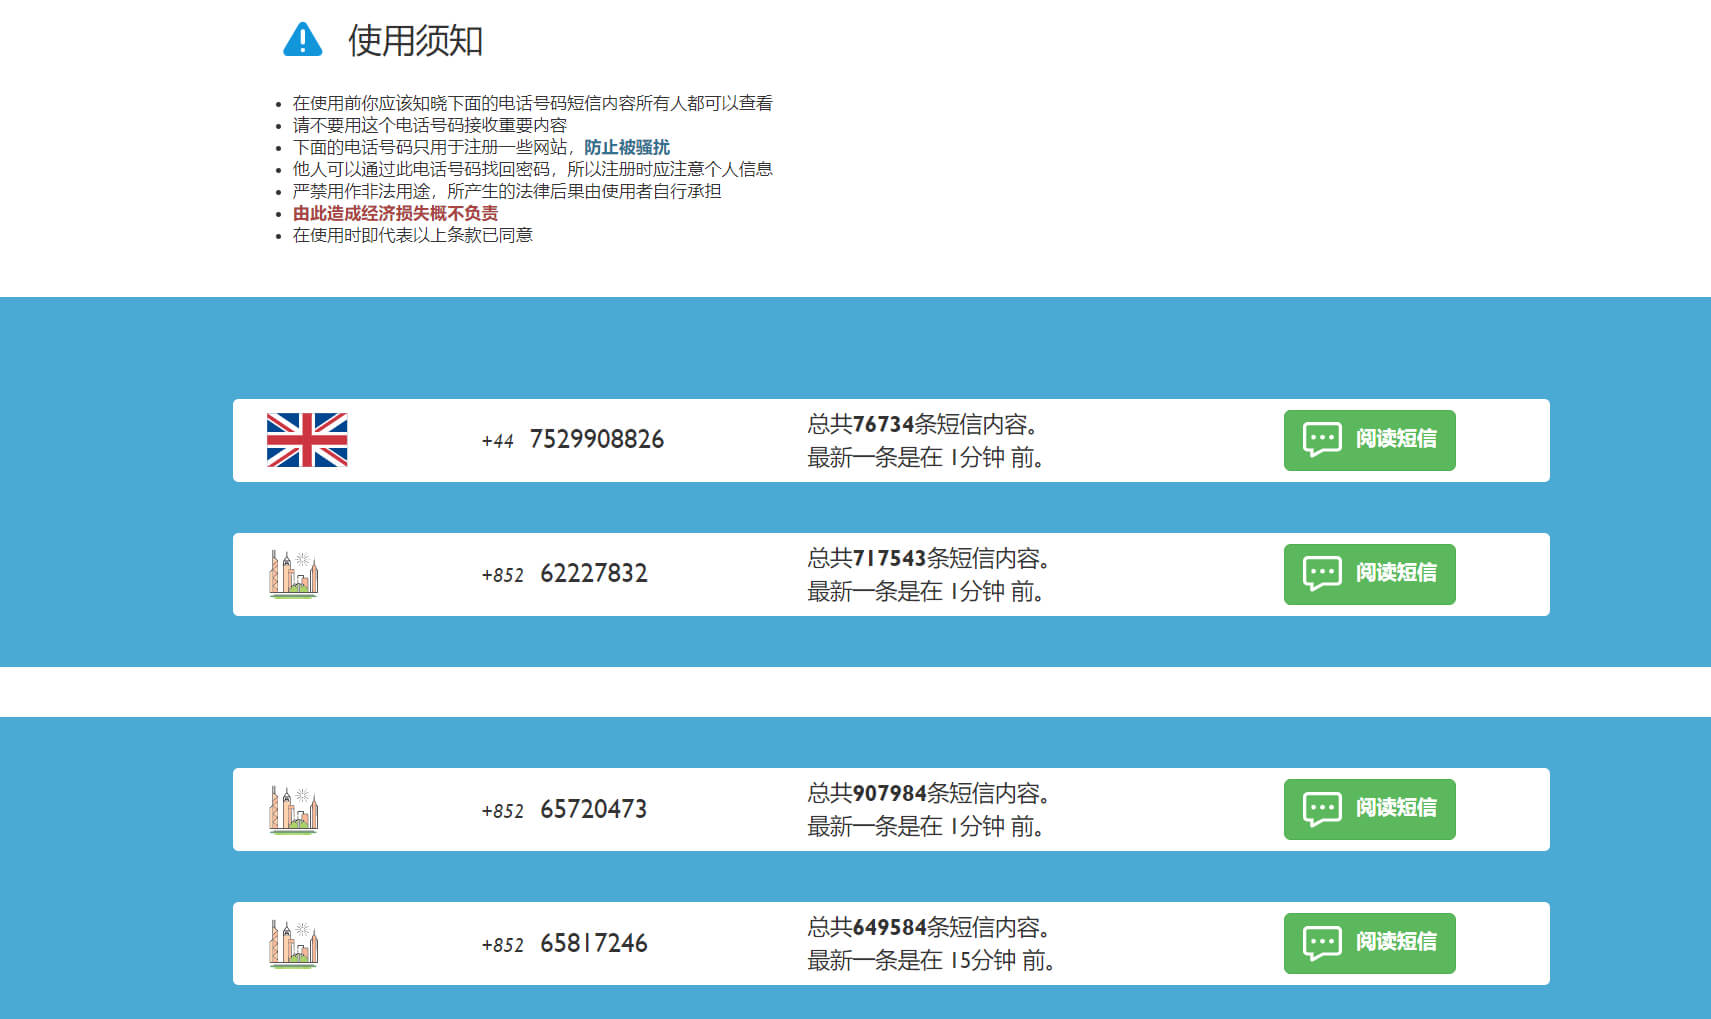 使用须知
在使用前你应该知晓下面的电话号码短信内容所有人都可以查看
请不要用这个电话号码接收重要内容
下面的电话号码只用于注册一些网站，防止被骚扰
他人可以通过此电话号码找回密码，所以注册时应注意个人信息
严禁用作非法用途，所产生的法律后果由使用者自行承担
由此造成经济损失概不负责
在使用时即代表以上条款已同意
+44 7529908826
总共76734条短信内容。
最新一条是在 1分钟 前。
阅读短信
+852 62227832
总共717543条短信内容。
最新一条是在 1分钟 前。
阅读短信
+852 65720473
总共907984条短信内容。
最新一条是在 1分钟 前。
阅读短信
+852 65817246
总共649584条短信内容。
最新一条是在 15分钟 前。
阅读短信